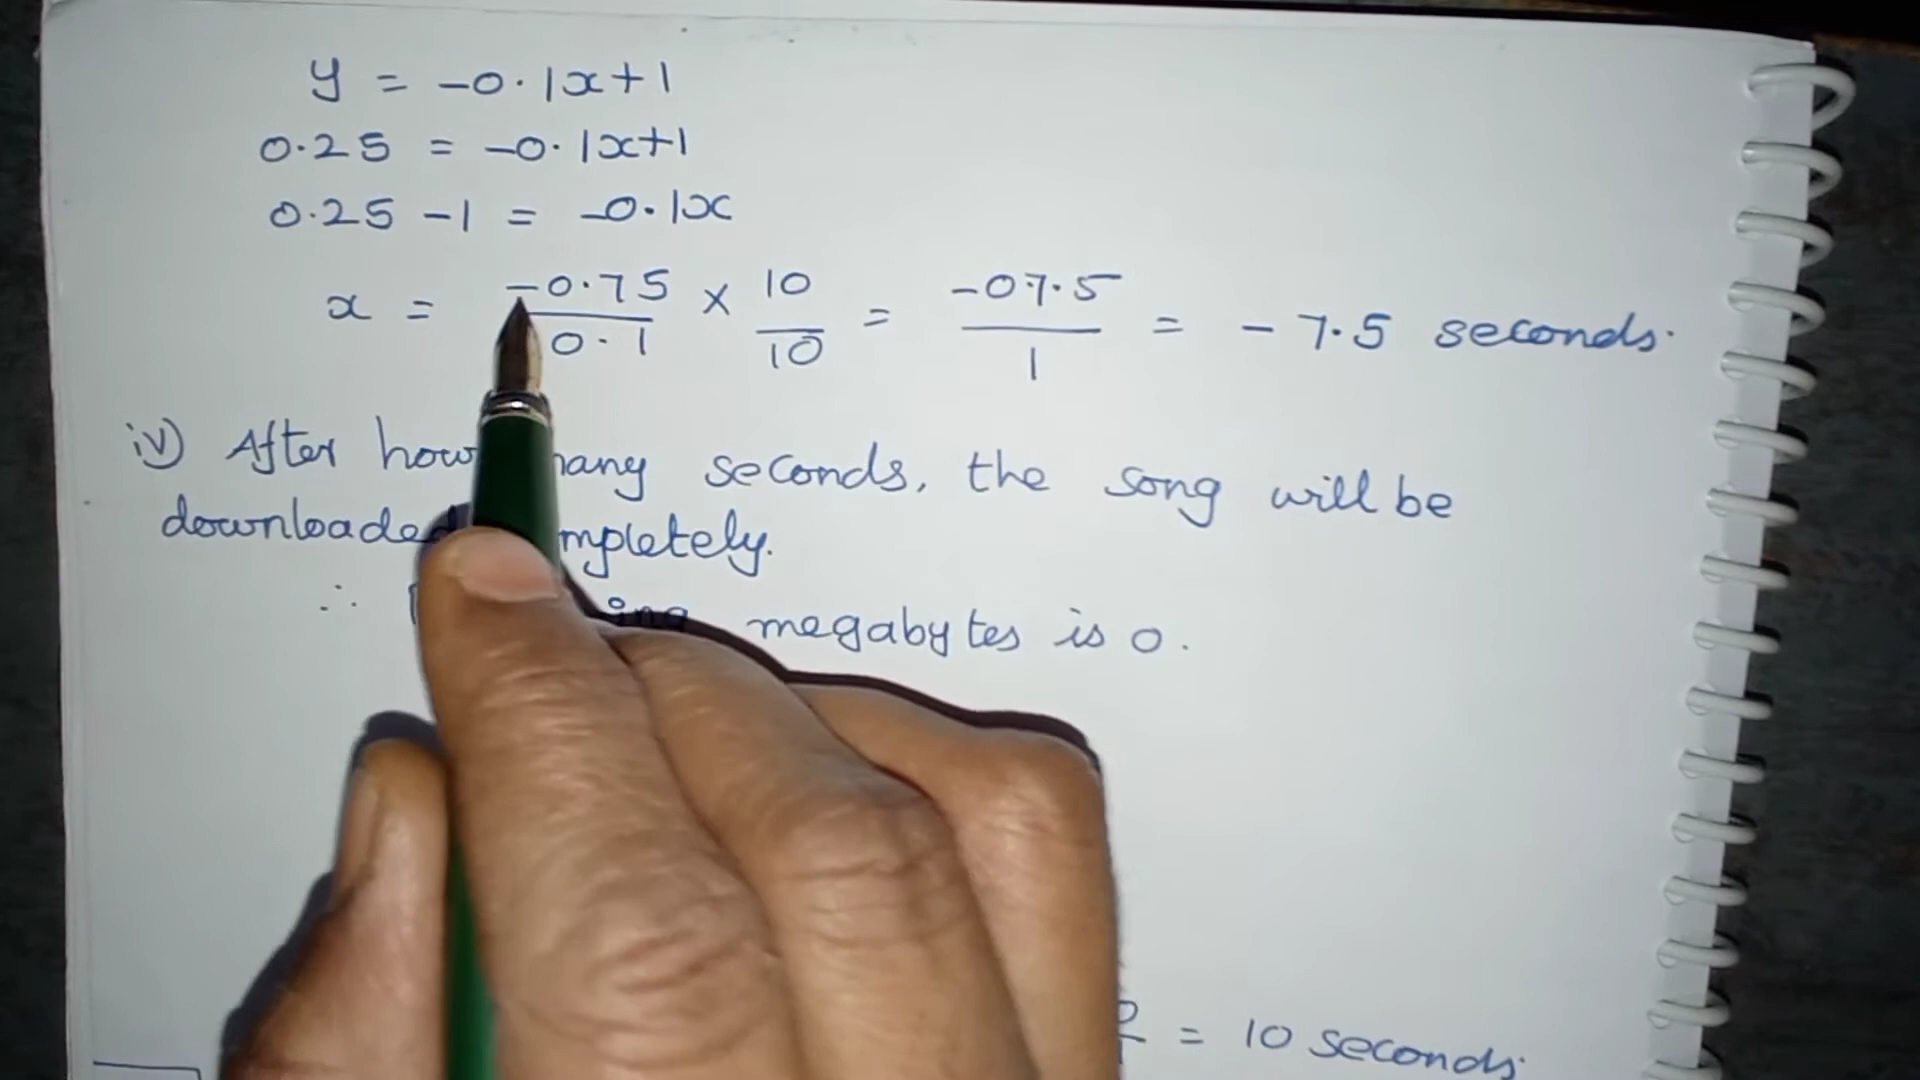 y = -0.1x+1
0.25 = -0.1x+1
0.25 -1 = -0.1x
x = -0.75/0.1 × 10/10 = -07.5/1 = -7.5 seconds.
iv) After how many seconds, the song will be
downloaded completely.
∴ megabytes is 0.
= 10 seconds.